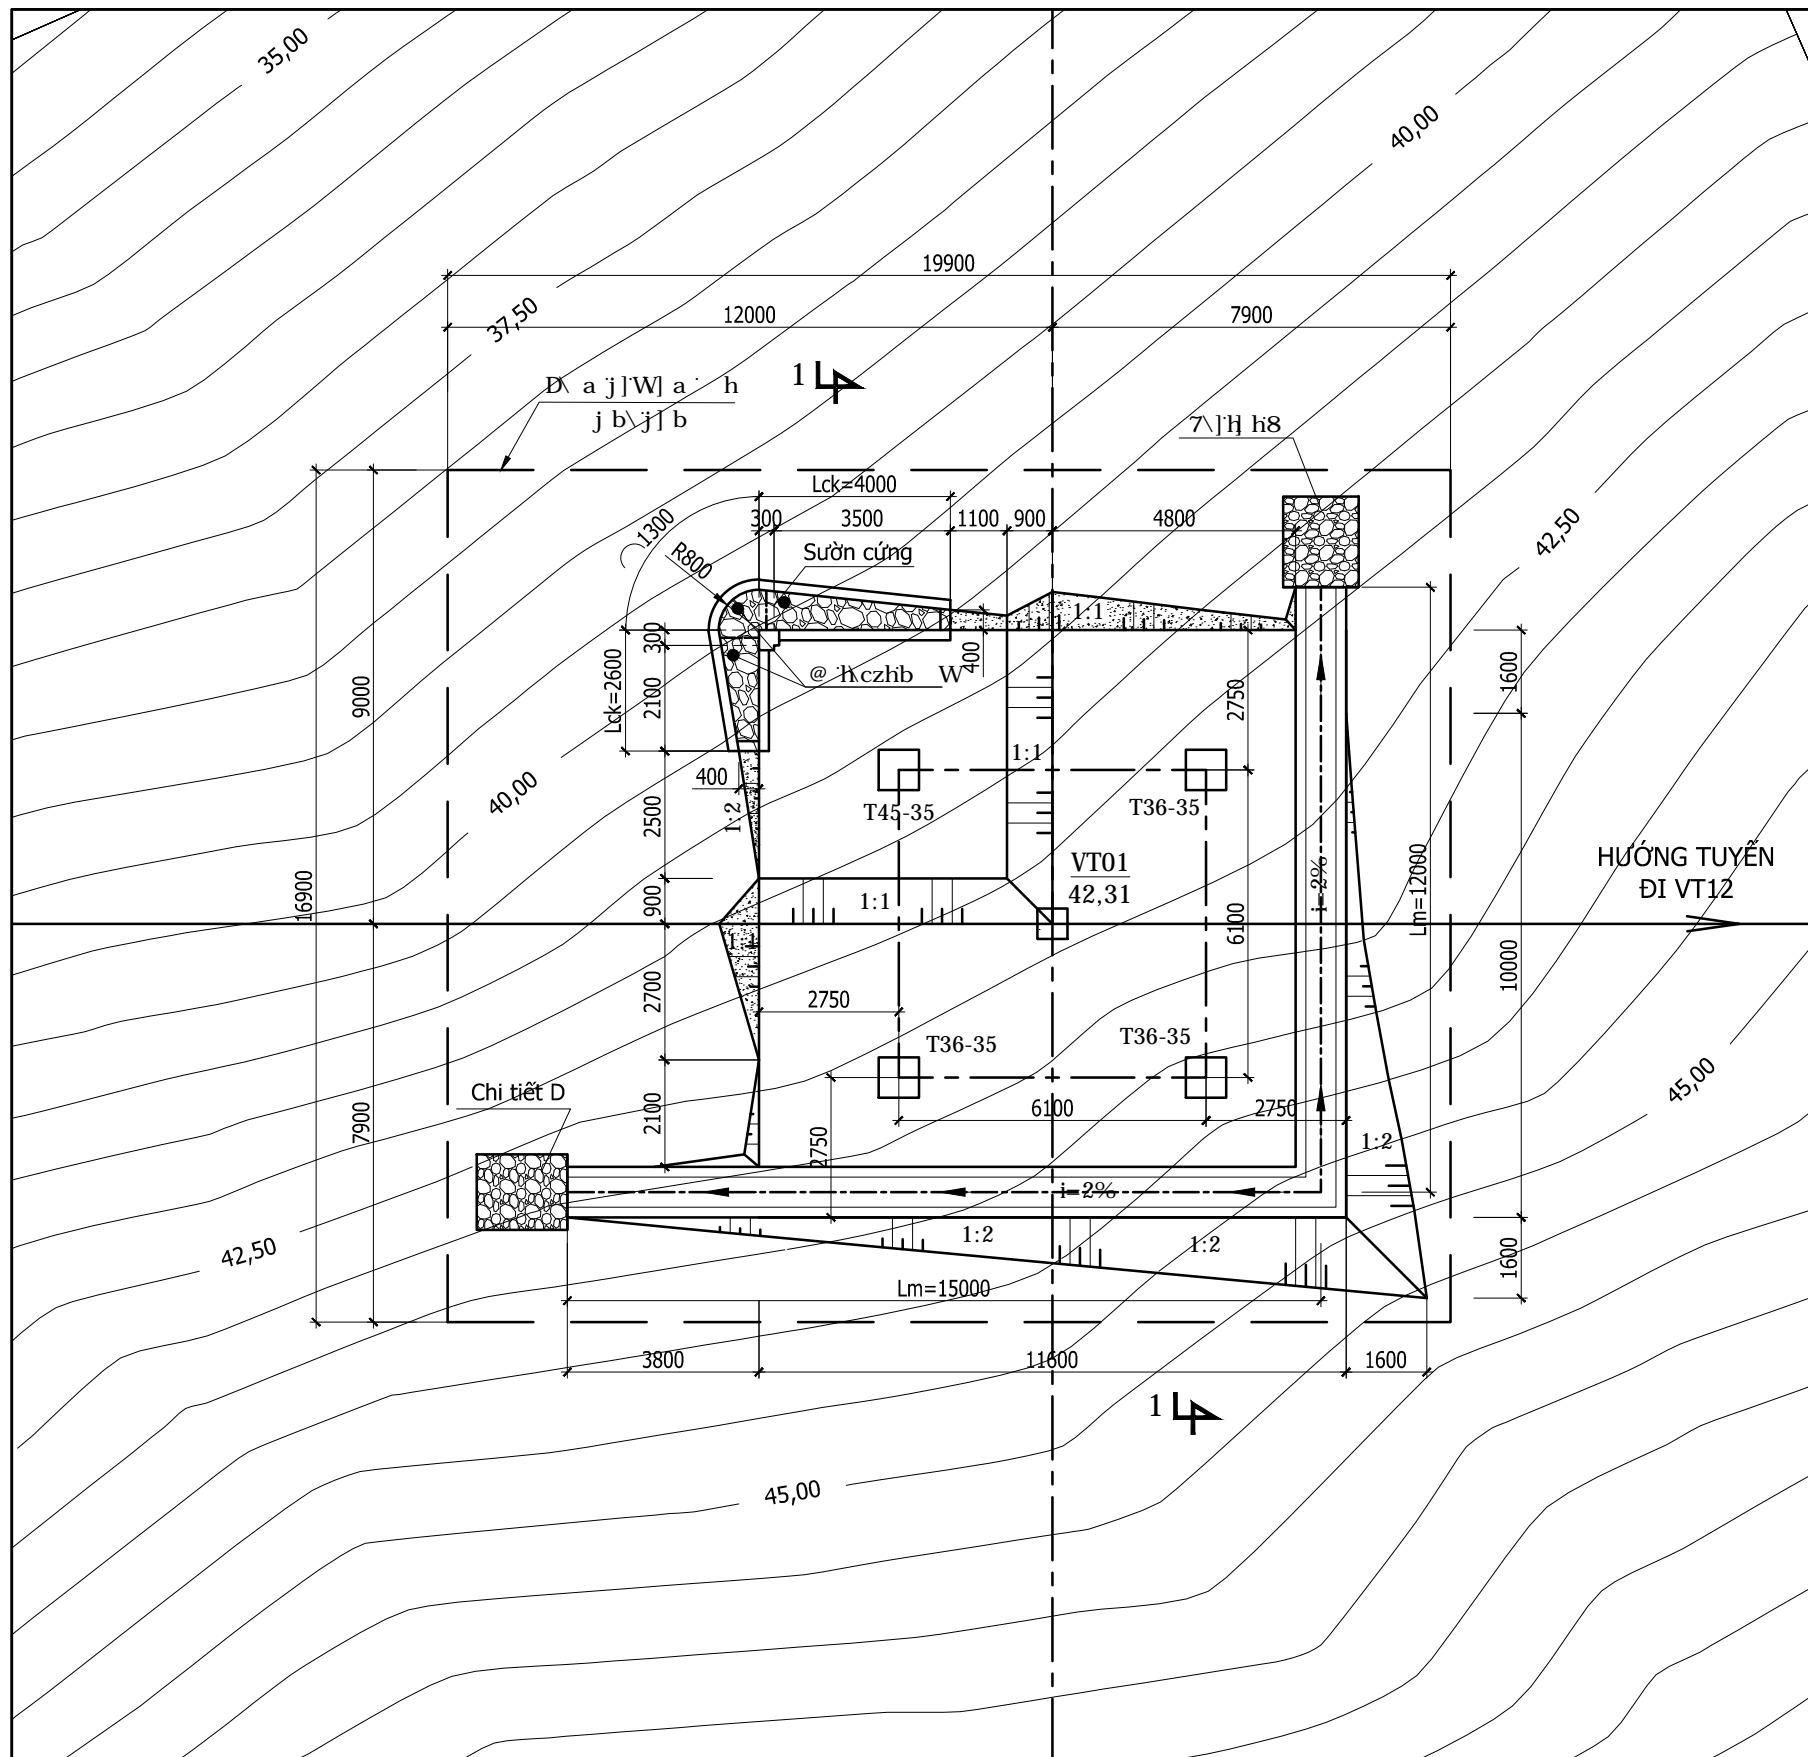 35,00
40,00
19900
37,50
12000
7900
1
7\]'H] hi8
Lck=4000
42,50
300
3500
1100
900
4800
1300
R800
Sườn cứng
1:1
300
Lck=2600
2100
400
1600
9000
2750
1:1
400
40,00
2500
1:2
T45-35
T36-35
VT01
42,31
HƯỚNG TUYẾN
ĐI VT12
i=2%
Lm=12000
16900
900
1:1
6100
10000
2700
2750
T36-35
T36-35
Chi tiết D
45,00
7900
2100
6100
2750
2750
1:2
i=2%
42,50
1:2
1:2
1600
Lm=15000
3800
11600
1600
1
45,00